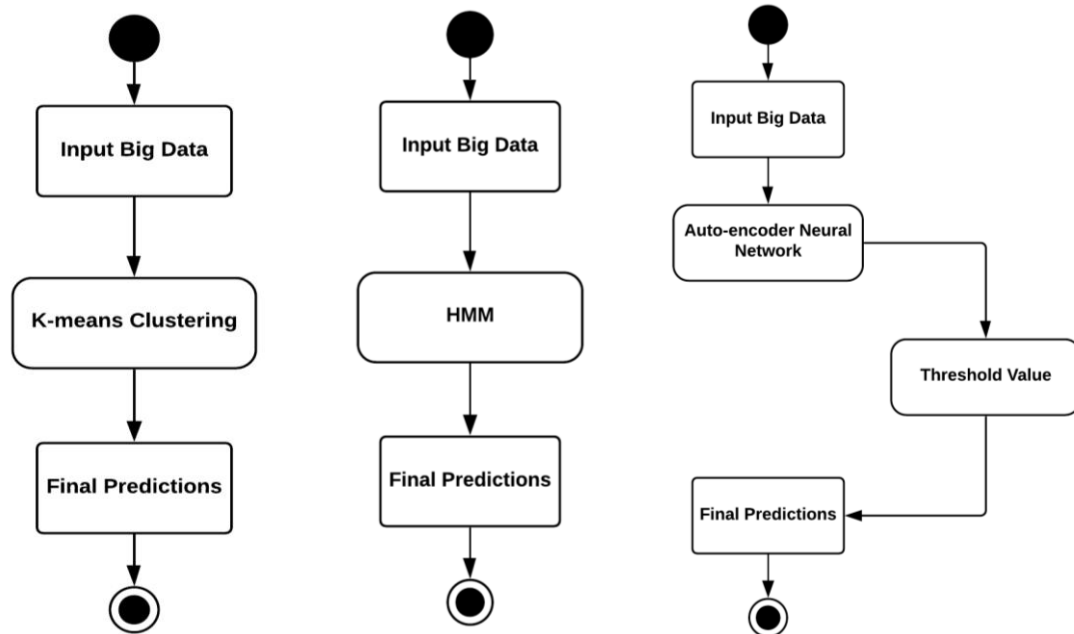 Input Big Data
K-means Clustering
Final Predictions
Input Big Data
HMM
Final Predictions
Input Big Data
Auto-encoder Neural
Network
Threshold Value
Final Predictions